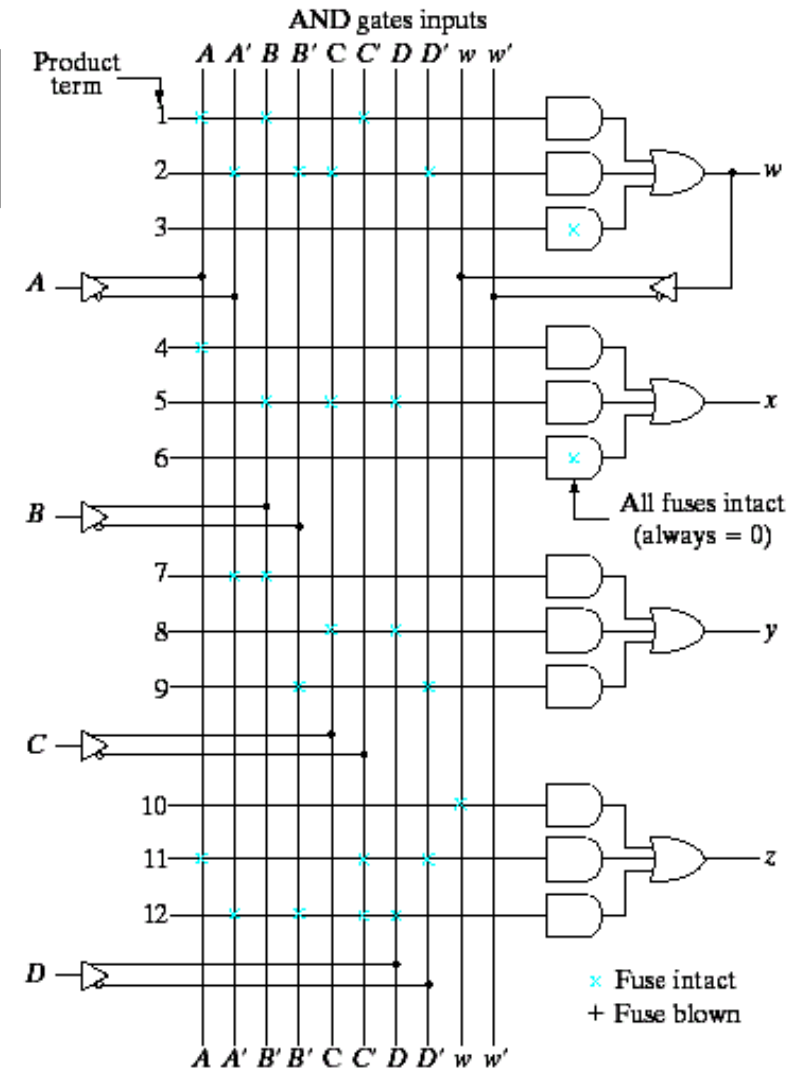 AND gates inputs
A A' B B' C C' D D' w w'
Product
term
1
2
w
3
A
4
5
x
6
All fuses intact
(always = 0)
B
7
8
y
9
C
10
11
z
12
D
× Fuse intact
+ Fuse blown
A A' B' B' C C' D D' w w'